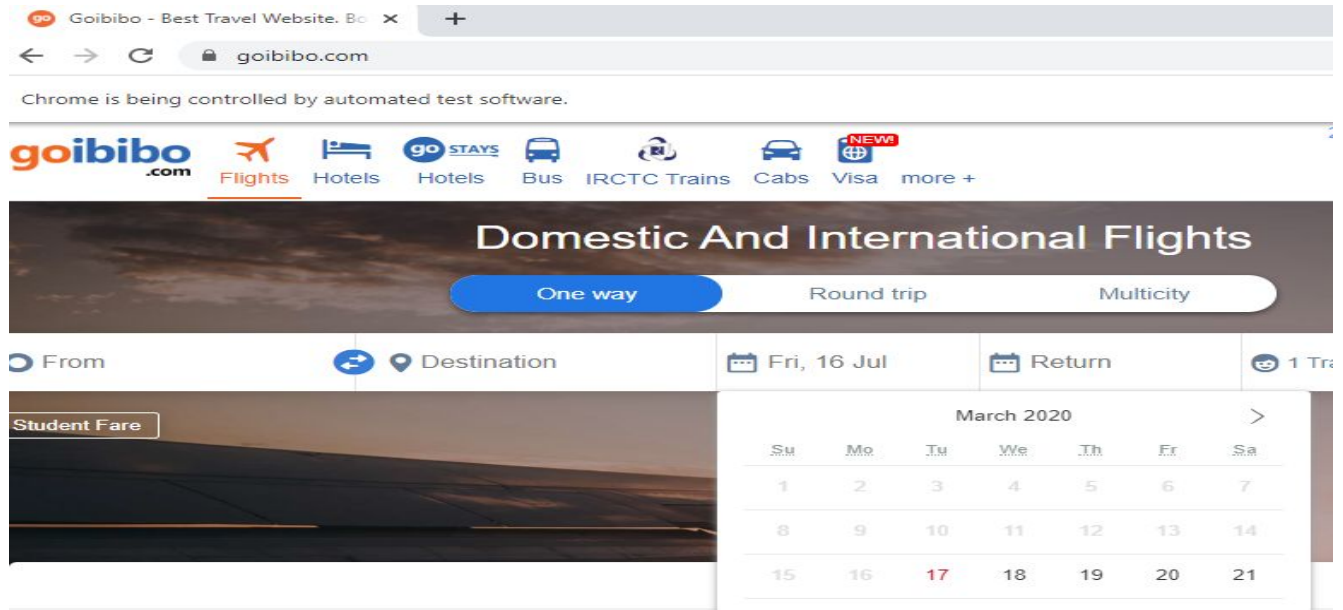 go Goibibo - Best Travel Website. Bo
goibibo.com
Chrome is being controlled by automated test software.
goibibo
.com
Flights
Hotels
go STAYS
Hotels
Bus
IRCTC Trains
Cabs
NEW!
Visa
more +
Domestic And International Flights
One way Round trip Multicity
From Destination Fri, 16 Jul Return 1 Tra
Student Fare
March 2020
Su Mo Tu We Th Fr Sa
1 2 3 4 5 6 7
8 9 10 11 12 13 14
15 16 17 18 19 20 21